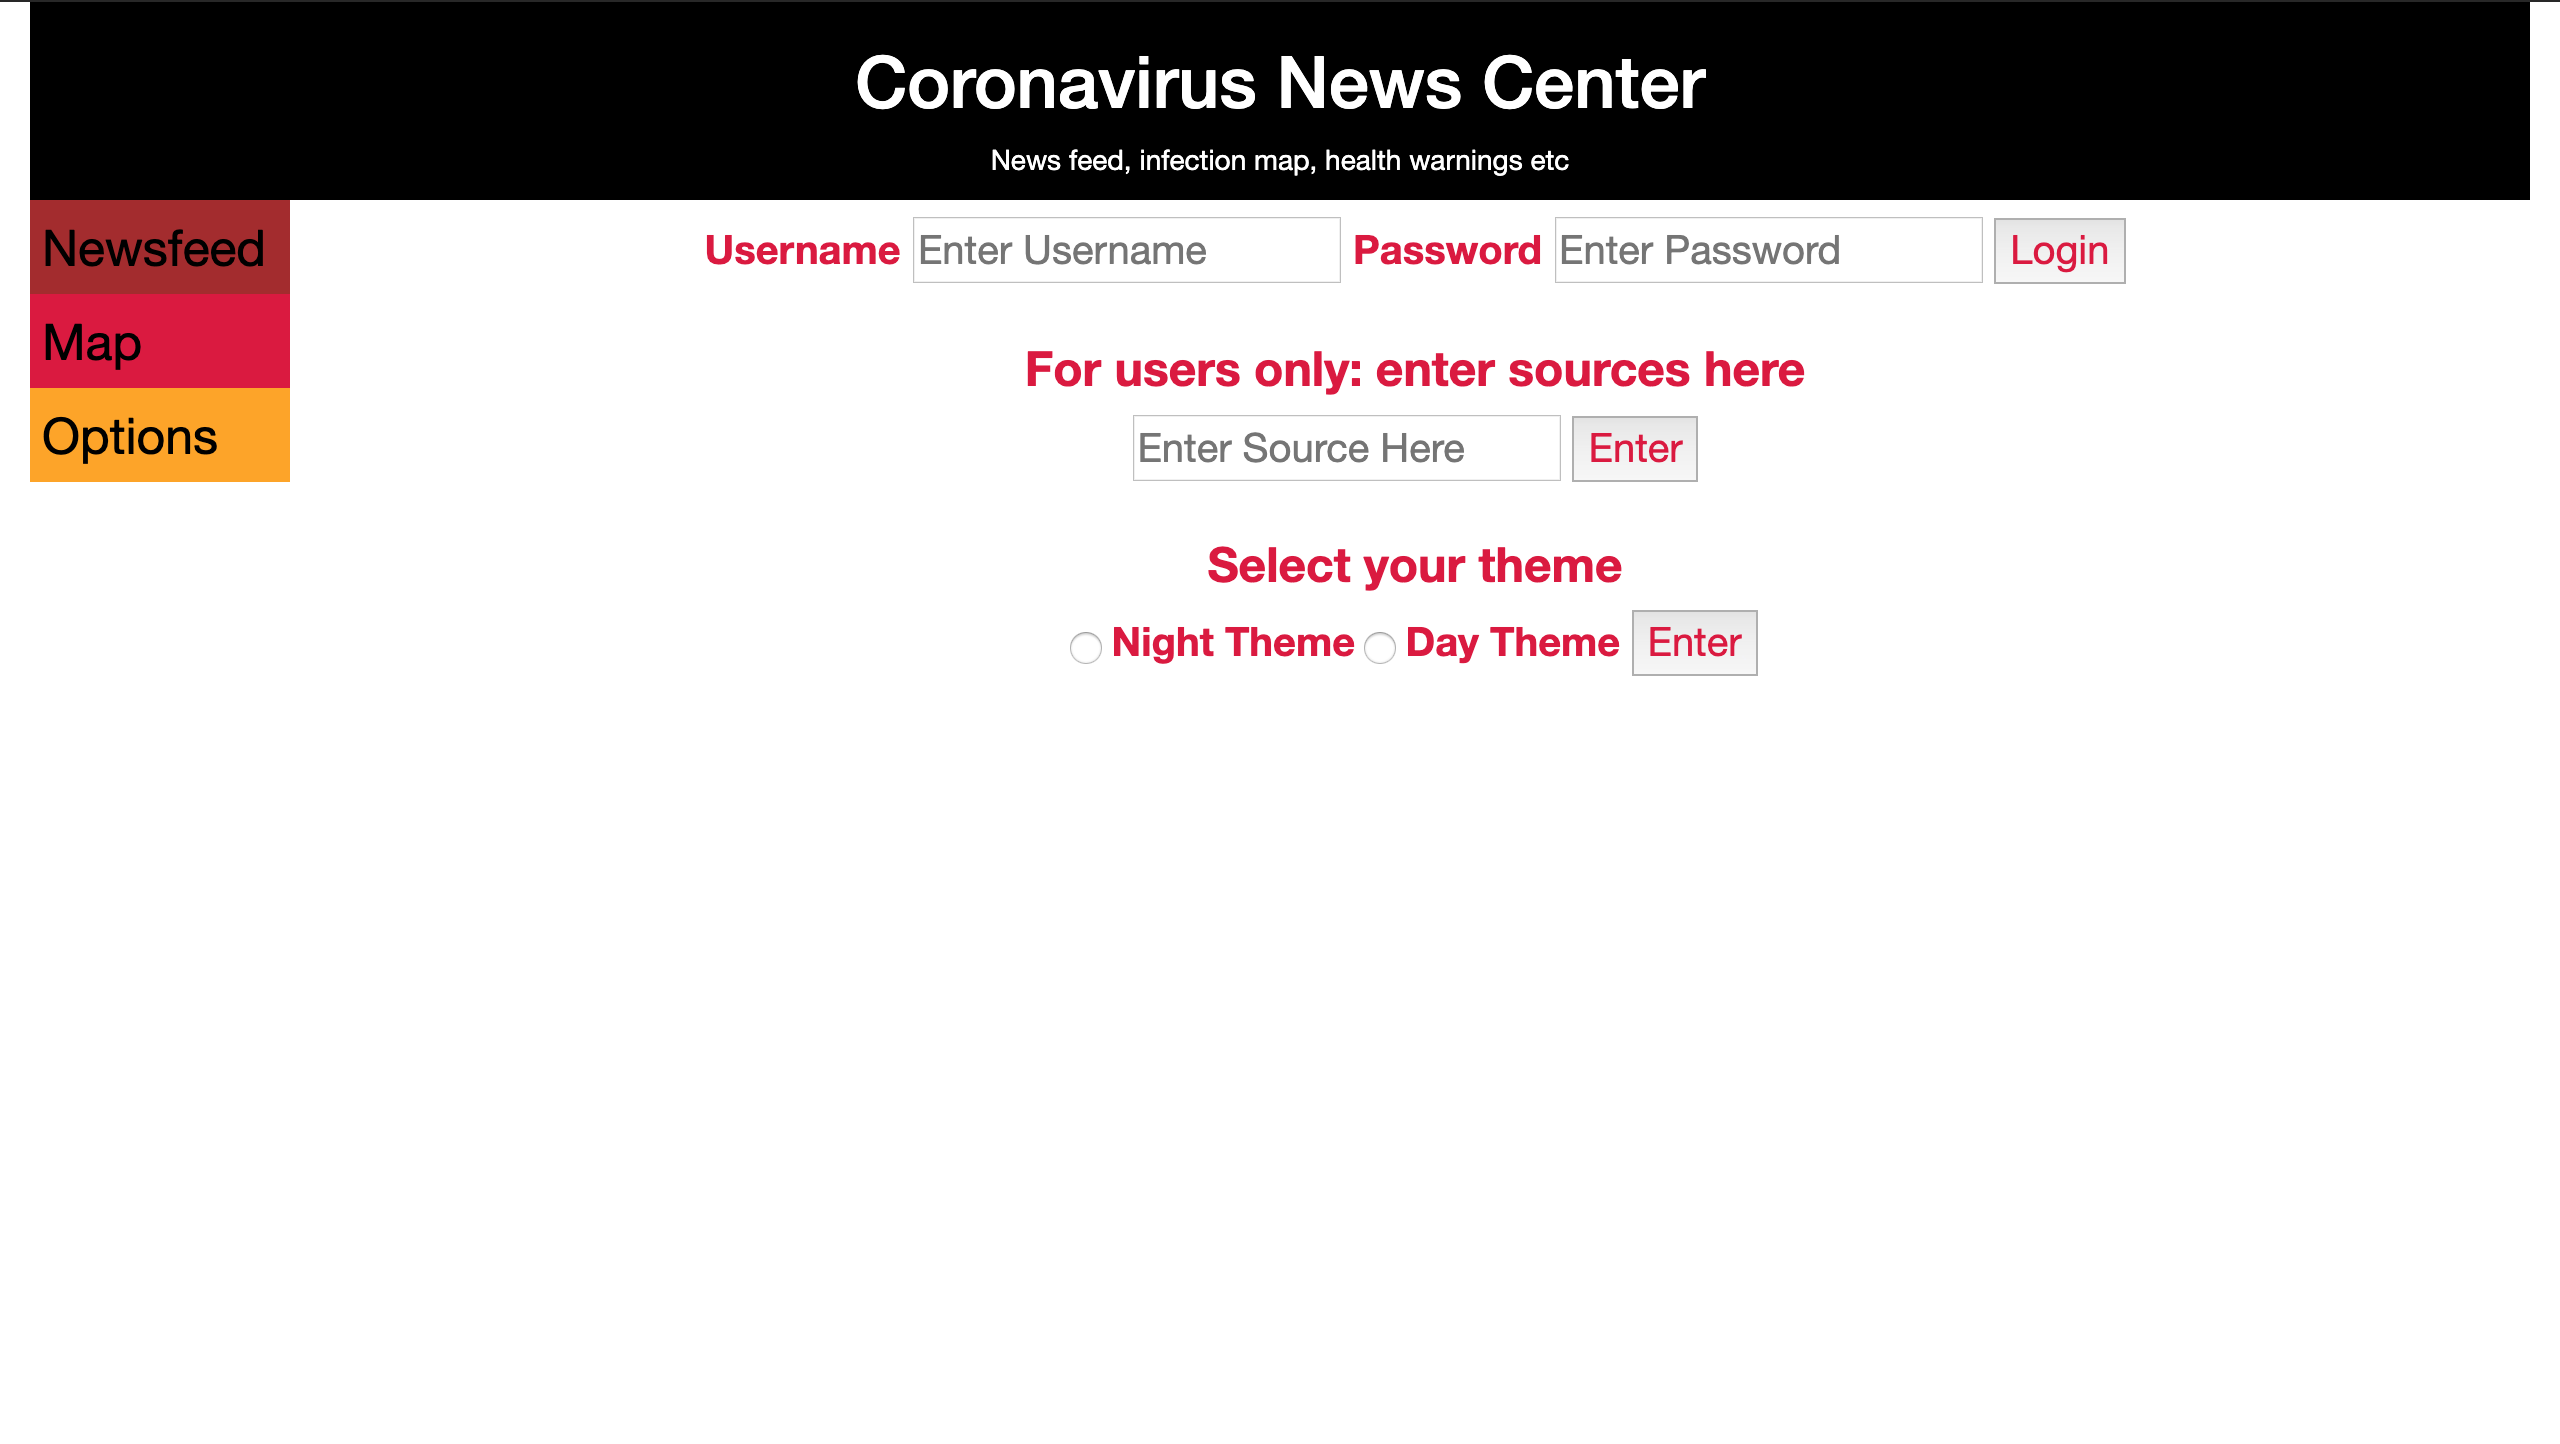 Coronavirus News Center
News feed, infection map, health warnings etc
Newsfeed
Map
Options
Username Enter Username Password Enter Password Login
For users only: enter sources here
Enter Source Here Enter
Select your theme
Night Theme Day Theme Enter